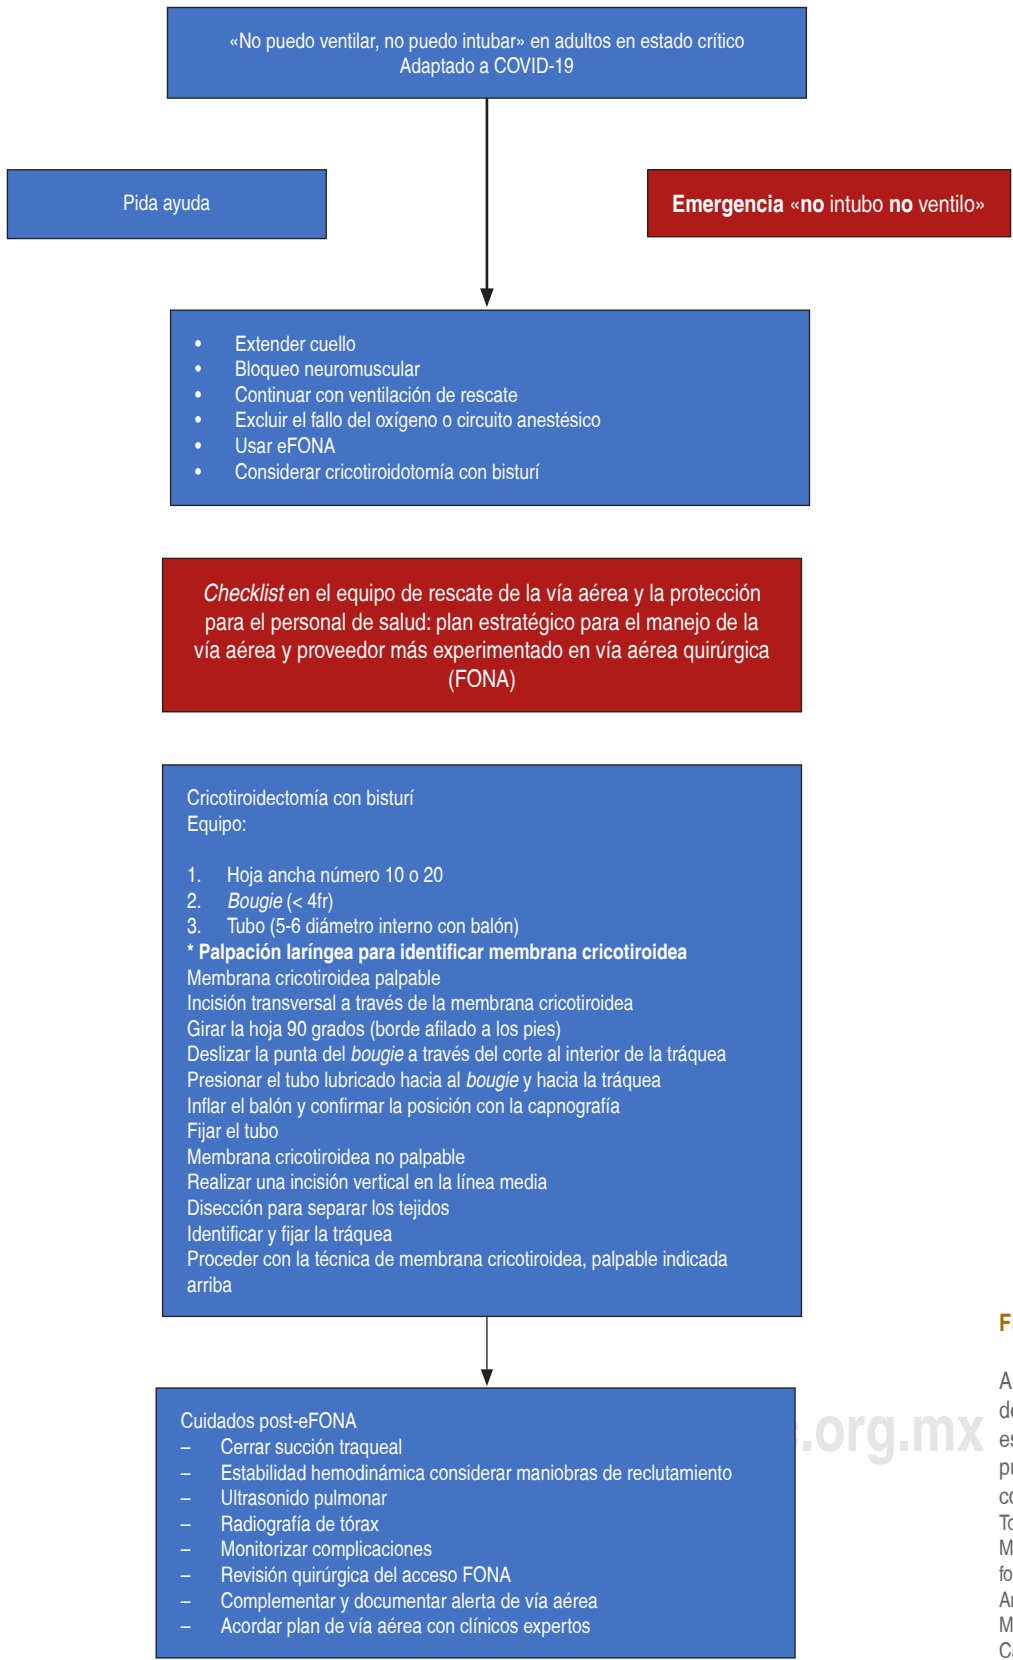 «No puedo ventilar, no puedo intubar» en adultos en estado crítico
Adaptado a COVID-19
Pida ayuda
Emergencia «no intubo no ventilo»
• Extender cuello
• Bloqueo neuromuscular
• Continuar con ventilación de rescate
• Excluir el fallo del oxígeno o circuito anestésico
• Usar eFONA
• Considerar cricotiroidotomía con bisturí
Checklist en el equipo de rescate de la vía aérea y la protección
para el personal de salud: plan estratégico para el manejo de la
vía aérea y proveedor más experimentado en vía aérea quirúrgica
(FONA)
Cricotiroidectomía con bisturí
Equipo:
1. Hoja ancha número 10 o 20
2. Bougie (< 4fr)
3. Tubo (5-6 diámetro interno con balón)
* Palpación laríngea para identificar membrana cricotiroidea
Membrana cricotiroidea palpable
Incisión transversal a través de la membrana cricotiroidea
Girar la hoja 90 grados (borde afilado a los pies)
Deslizar la punta del bougie a través del corte al interior de la tráquea
Presionar el tubo lubricado hacia al bougie y hacia la tráquea
Inflar el balón y confirmar la posición con la capnografía
Fijar el tubo
Membrana cricotiroidea no palpable
Realizar una incisión vertical en la línea media
Disección para separar los tejidos
Identificar y fijar la tráquea
Proceder con la técnica de membrana cricotiroidea, palpable indicada
arriba
Cuidados post-eFONA
– Cerrar succión traqueal
– Estabilidad hemodinámica considerar maniobras de reclutamiento
– Ultrasonido pulmonar
– Radiografía de tórax
– Monitorizar complicaciones
– Revisión quirúrgica del acceso FONA
– Complementar y documentar alerta de vía aérea
– Acordar plan de vía aérea con clínicos expertos
.org.mx